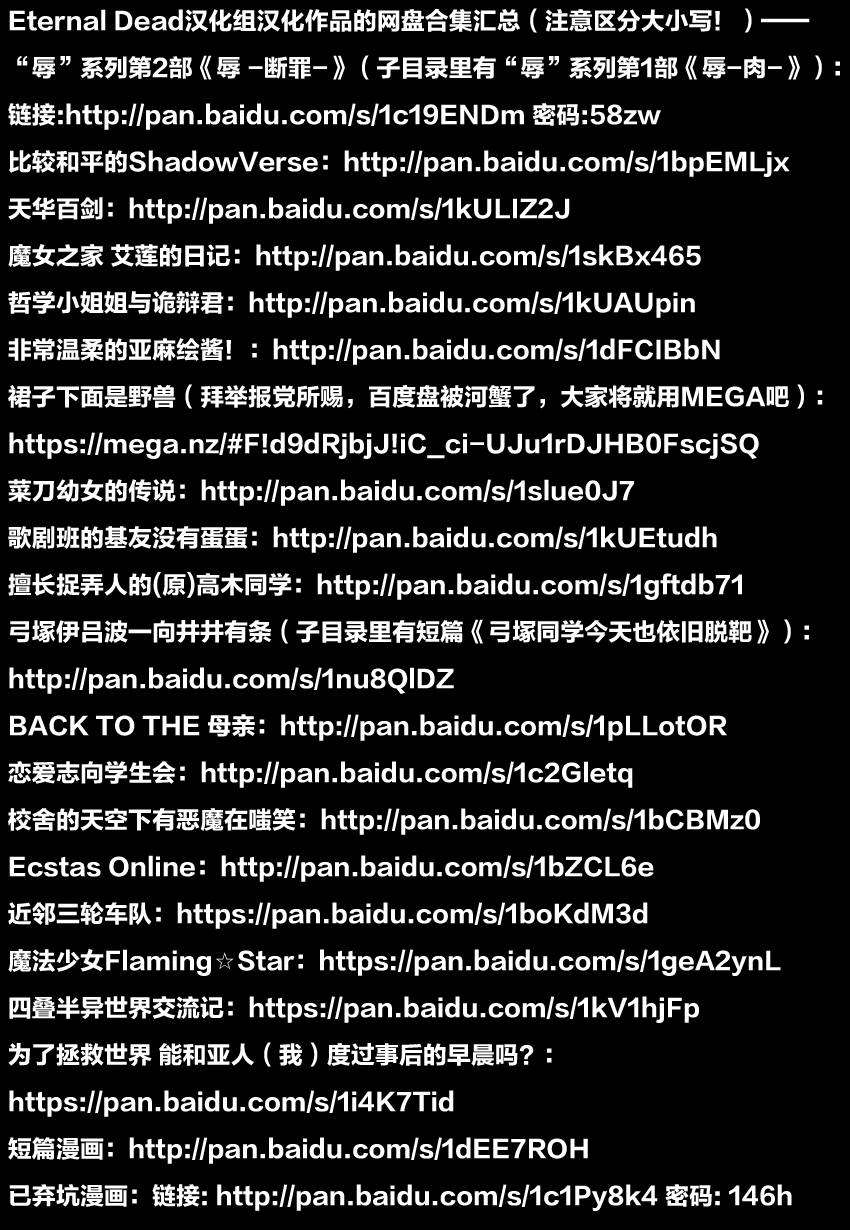 Eternal Dead汉化组汉化作品的网盘合集汇总（注意区分大小写！）——
“辱”系列第2部《辱 -断罪-》（子目录里有“辱”系列第1部《辱-肉-》）：
链接:http://pan.baidu.com/s/1c19ENDm 密码:58zw
比较和平的ShadowVerse：http://pan.baidu.com/s/1bpEMLjx
天华百剑：http://pan.baidu.com/s/1kULIZ2J
魔女之家 艾莲的日记：http://pan.baidu.com/s/1skBx465
哲学小姐姐与诡辩君：http://pan.baidu.com/s/1kUAUpin
非常温柔的亚麻绘酱！：http://pan.baidu.com/s/1dFCIBbN
裙子下面是野兽（拜举报党所赐，百度盘被河蟹了，大家将就用MEGA吧）：
https://mega.nz/#F!d9dRjbjJ!iC_ci-UJu1rDJHB0FscjSQ
菜刀幼女的传说：http://pan.baidu.com/s/1slue0J7
歌剧班的基友没有蛋蛋：http://pan.baidu.com/s/1kUEtudh
擅长捉弄人的(原)高木同学：http://pan.baidu.com/s/1gftdb71
弓塚伊吕波一向井井有条（子目录里有短篇《弓塚同学今天也依旧脱靶》）：
http://pan.baidu.com/s/1nu8QlDZ
BACK TO THE 母亲：http://pan.baidu.com/s/1pLLotOR
恋爱志向学生会：http://pan.baidu.com/s/1c2Gletq
校舍的天空下有恶魔在嗤笑：http://pan.baidu.com/s/1bCBMz0
Ecstas Online：http://pan.baidu.com/s/1bZCL6e
近邻三轮车队：https://pan.baidu.com/s/1boKdM3d
魔法少女Flaming☆Star：https://pan.baidu.com/s/1geA2ynL
四叠半异世界交流记：https://pan.baidu.com/s/1kV1hjFp
为了拯救世界 能和亚人（我）度过事后的早晨吗?：
https://pan.baidu.com/s/1i4K7Tid
短篇漫画：http://pan.baidu.com/s/1dEE7ROH
已弃坑漫画：链接: http://pan.baidu.com/s/1c1Py8k4 密码: 146h